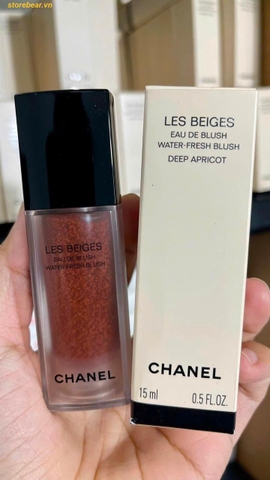 storebear.vn
LES BEIGES
EAU DE BLUSH
WATER-FRESH BLUSH
CHANEL
LES BEIGES
EAU DE BLUSH
WATER-FRESH BLUSH
DEEP APRICOT
CHANEL
15 ml 0.5 FL.OZ.